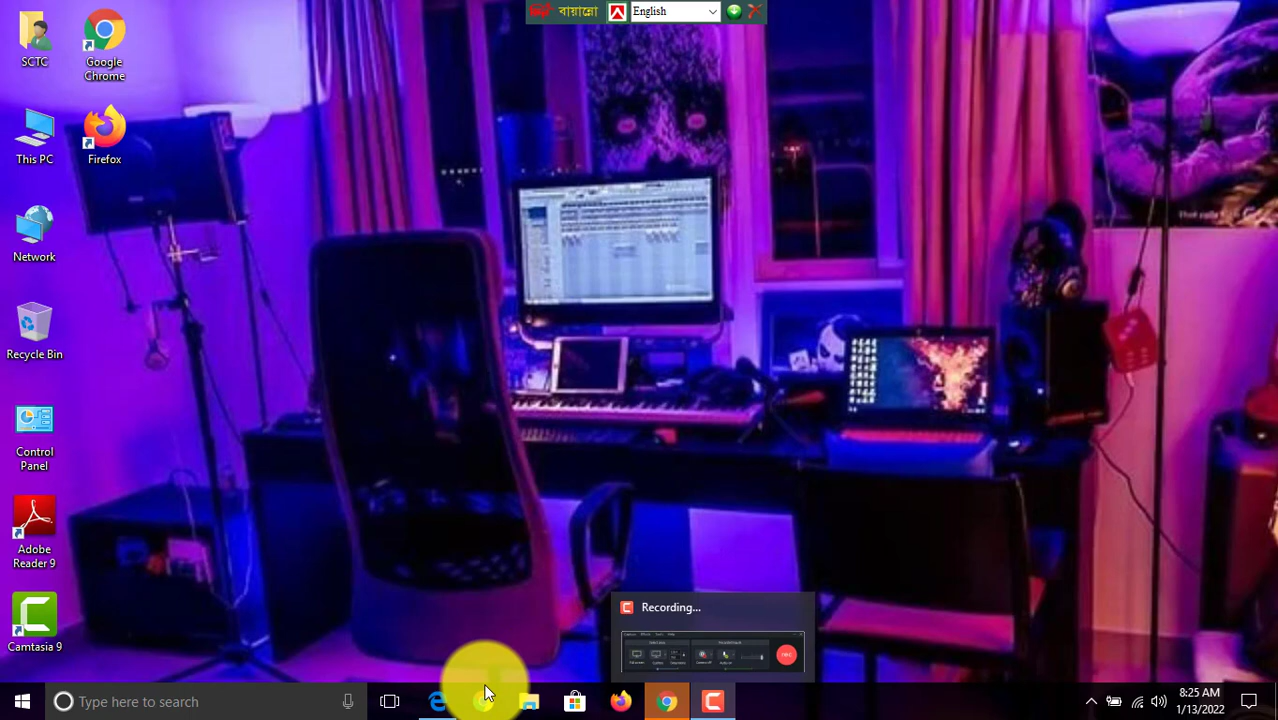 বায়ান্নো
English
SCTC
Google
Chrome
This PC
Firefox
Network
Recycle Bin
Control
Panel
Adobe
Reader 9
Camtasia 9
Recording...
rec
Type here to search
8:25 AM
1/13/2022